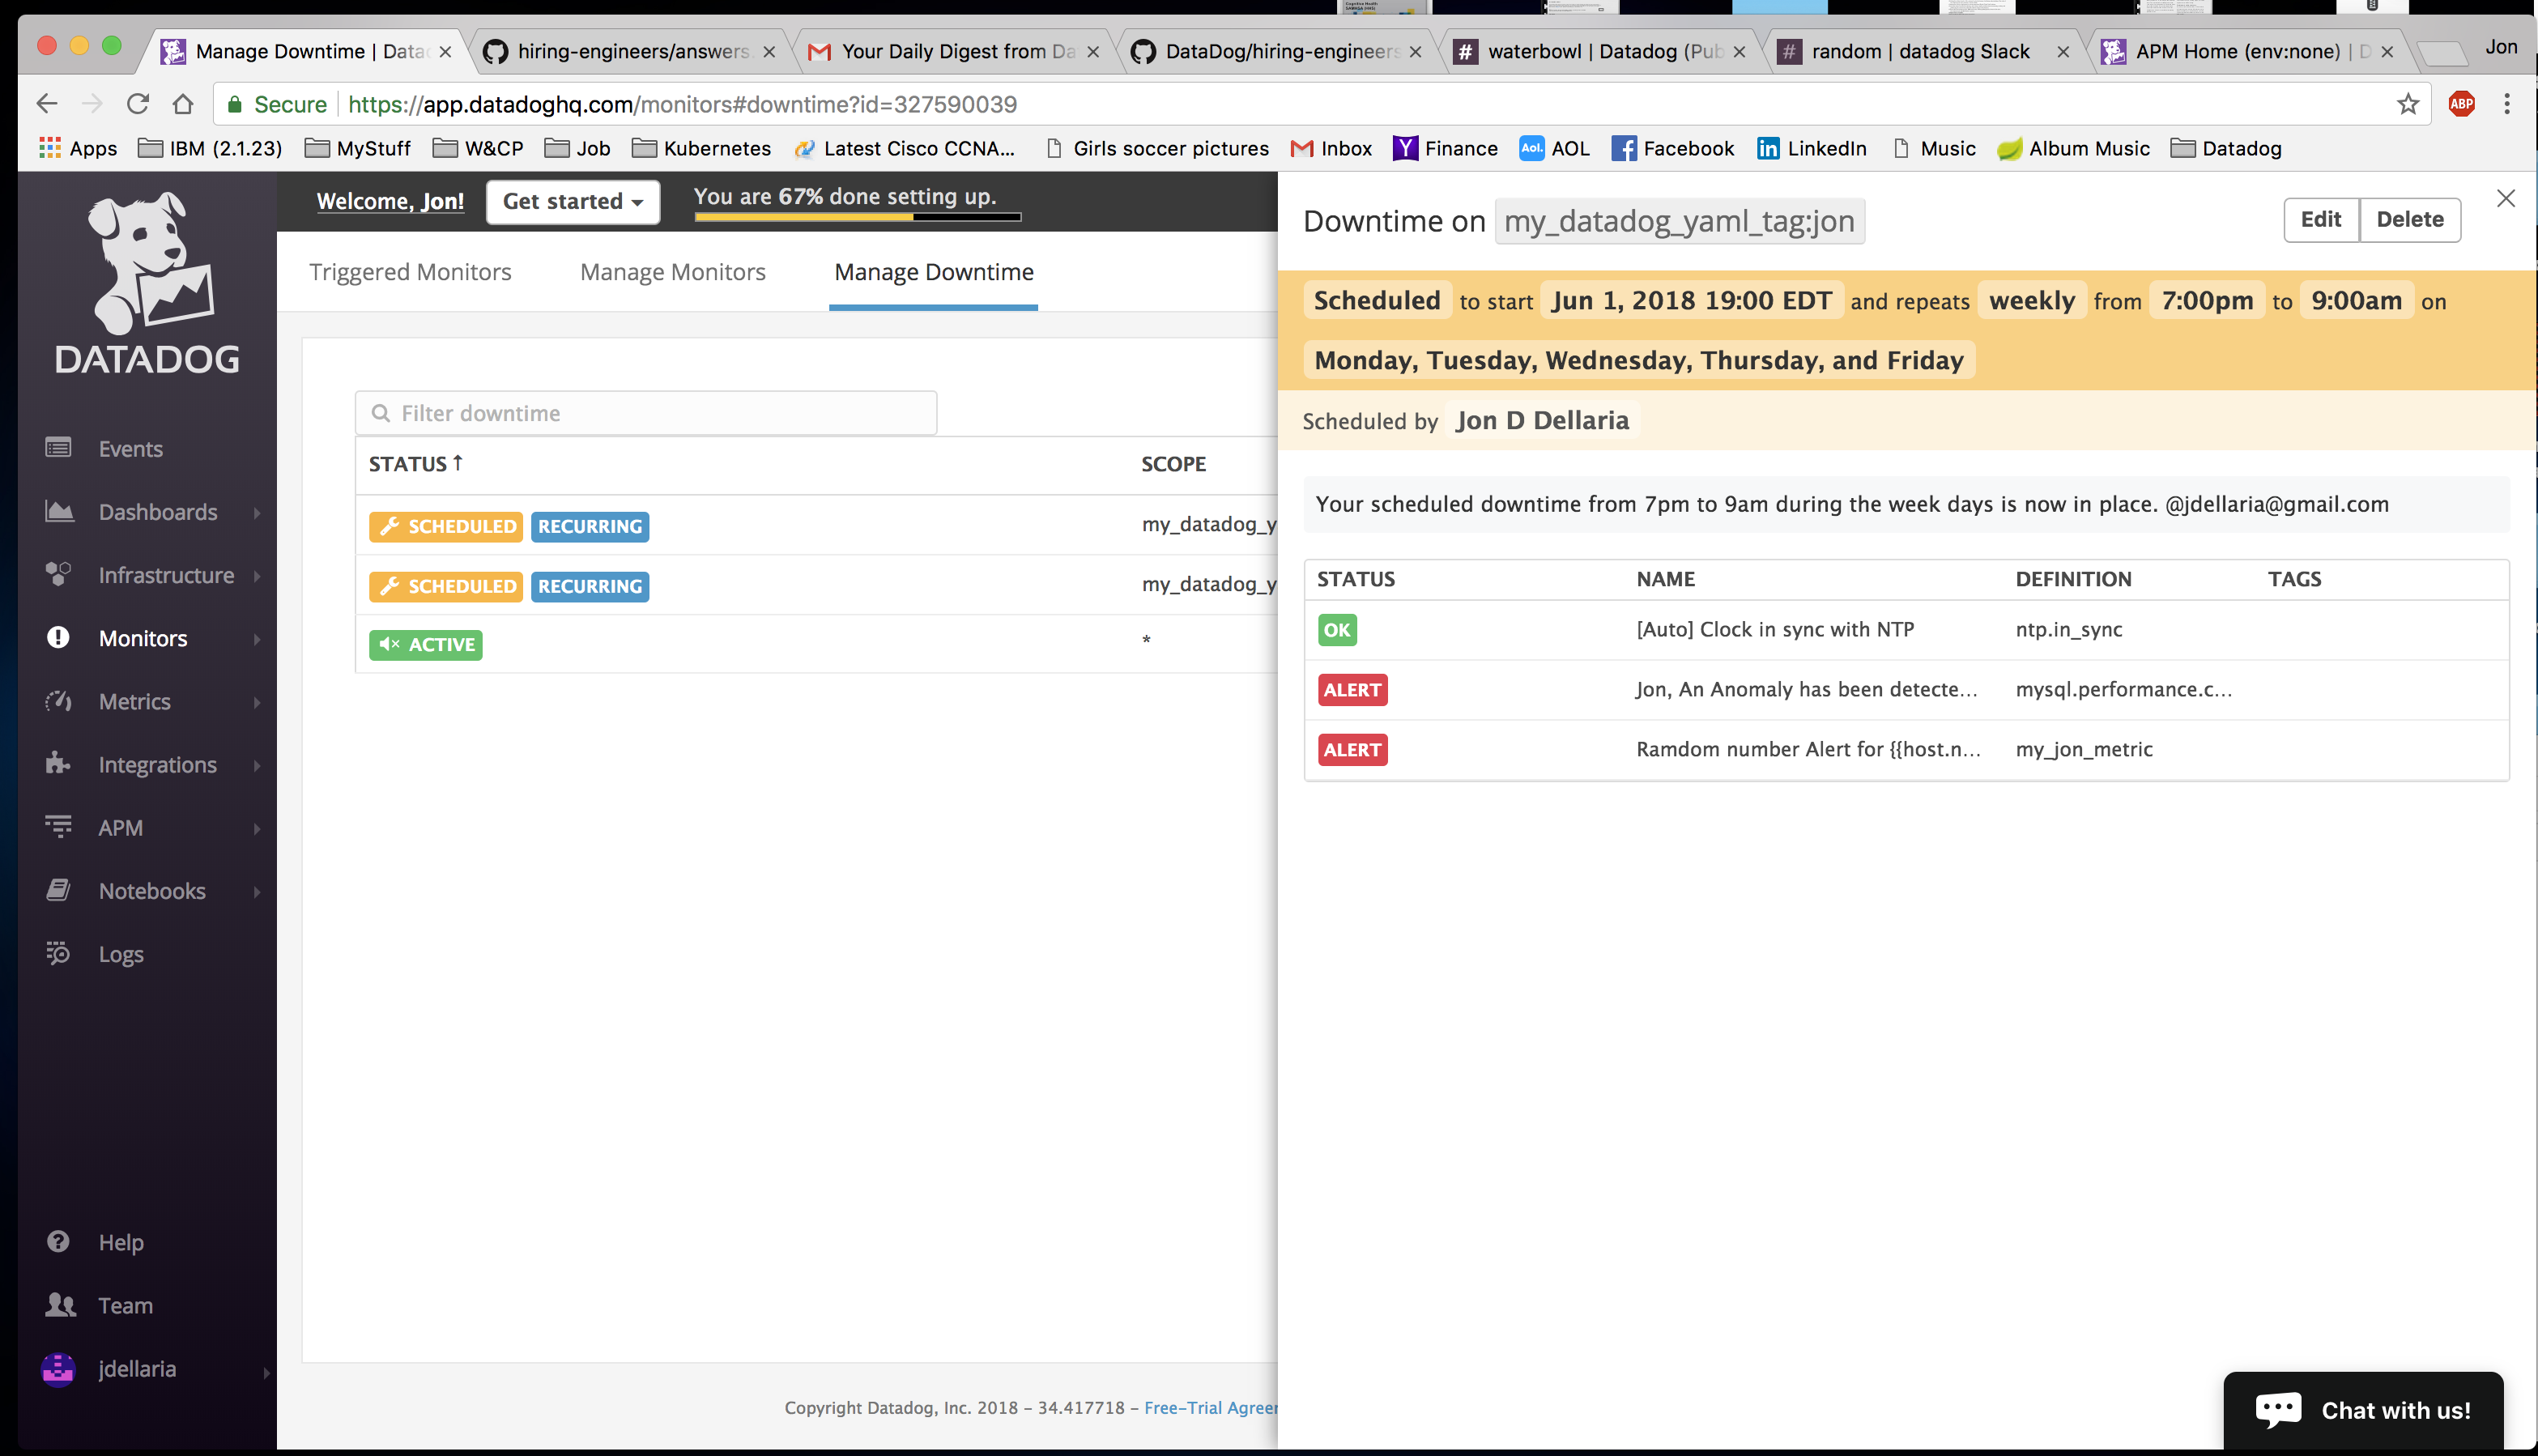 Manage Downtime | Datad
hiring-engineers/answers.
Your Daily Digest from Da
DataDog/hiring-engineers
waterbowl | Datadog (Pub
random | datadog Slack
APM Home (env:none) | D
Jon
Secure
https://app.datadoghq.com/monitors#downtime?id=327590039
ABP
Apps
IBM (2.1.23)
MyStuff
W&CP
Job
Kubernetes
Latest Cisco CCNA...
Girls soccer pictures
Inbox
Finance
Aol.
AOL
Facebook
LinkedIn
Music
Album Music
Datadog
DATADOG
Events
Dashboards
Infrastructure
Monitors
Metrics
Integrations
APM
Notebooks
Logs
Help
Team
jdellaria
Welcome, Jon!
Get started
You are 67% done setting up.
Triggered Monitors
Manage Monitors
Manage Downtime
Filter downtime
STATUS ↑ SCOPE
SCHEDULED RECURRING my_datadog_y
SCHEDULED RECURRING my_datadog_y
ACTIVE *
Copyright Datadog, Inc. 2018 – 34.417718 – Free-Trial Agreer
Downtime on my_datadog_yaml_tag:jon
Edit
Delete
Scheduled to start Jun 1, 2018 19:00 EDT and repeats weekly from 7:00pm to 9:00am on
Monday, Tuesday, Wednesday, Thursday, and Friday
Scheduled by Jon D Dellaria
Your scheduled downtime from 7pm to 9am during the week days is now in place. @jdellaria@gmail.com
STATUS NAME DEFINITION TAGS
OK [Auto] Clock in sync with NTP ntp.in_sync
ALERT Jon, An Anomaly has been detecte... mysql.performance.c...
ALERT Ramdom number Alert for {{host.n... my_jon_metric
Chat with us!